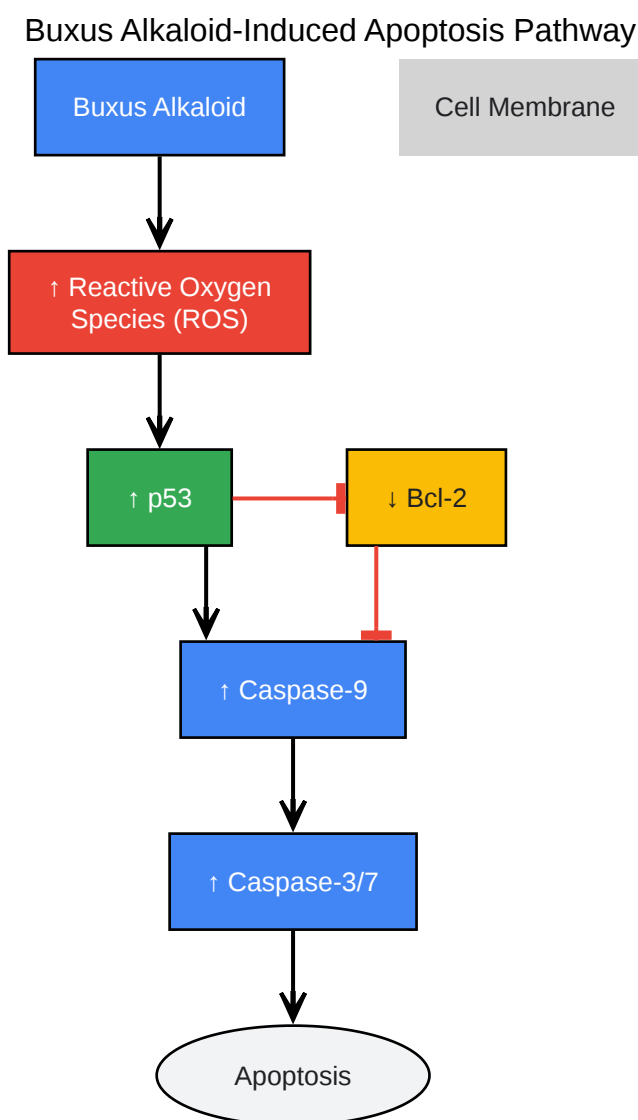 Buxus Alkaloid-Induced Apoptosis Pathway
Buxus Alkaloid
Cell Membrane
↑ Reactive Oxygen
Species (ROS)
↑ p53
↓ Bcl-2
↑ Caspase-9
↑ Caspase-3/7
Apoptosis